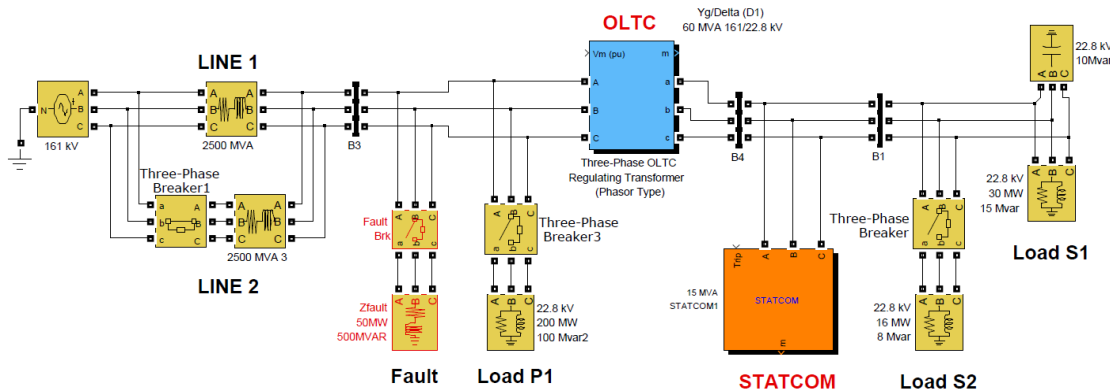 OLTC
Yg/Delta (D1)
60 MVA 161/22.8 kV
LINE 1
Vm (pu)
m
A
B
C
a
b
c
22.8 kV
10Mvar
A
B
C
N
A
B
C
A
B
C
A
B
C
161 kV
2500 MVA
B3
B4
B1
Three-Phase OLTC
Regulating Transformer
(Phasor Type)
Three-Phase
Breaker1
a
b
c
A
B
C
A
B
C
A
B
C
2500 MVA 3
LINE 2
Fault
Brk
A
B
C
a
b
c
A
B
C
a
b
c
Three-Phase
Breaker3
Zfault
50MW
500MVAR
A
B
C
A
B
C
22.8 kV
200 MW
100 Mvar2
Fault
Load P1
Trip
A
B
C
15 MVA
STATCOM1
STATCOM
m
STATCOM
Three-Phase
Breaker
A
B
C
a
b
c
22.8 kV
30 MW
15 Mvar
A
B
C
Load S1
22.8 kV
16 MW
8 Mvar
A
B
C
Load S2